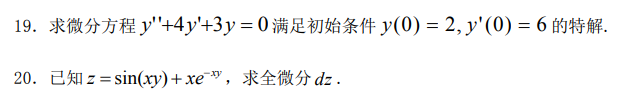 19．求微分方程 y''+4y'+3y = 0 满足初始条件 y(0) = 2, y'(0) = 6 的特解.
20．已知 z = sin(xy) + xe^{-xy}，求全微分 dz .